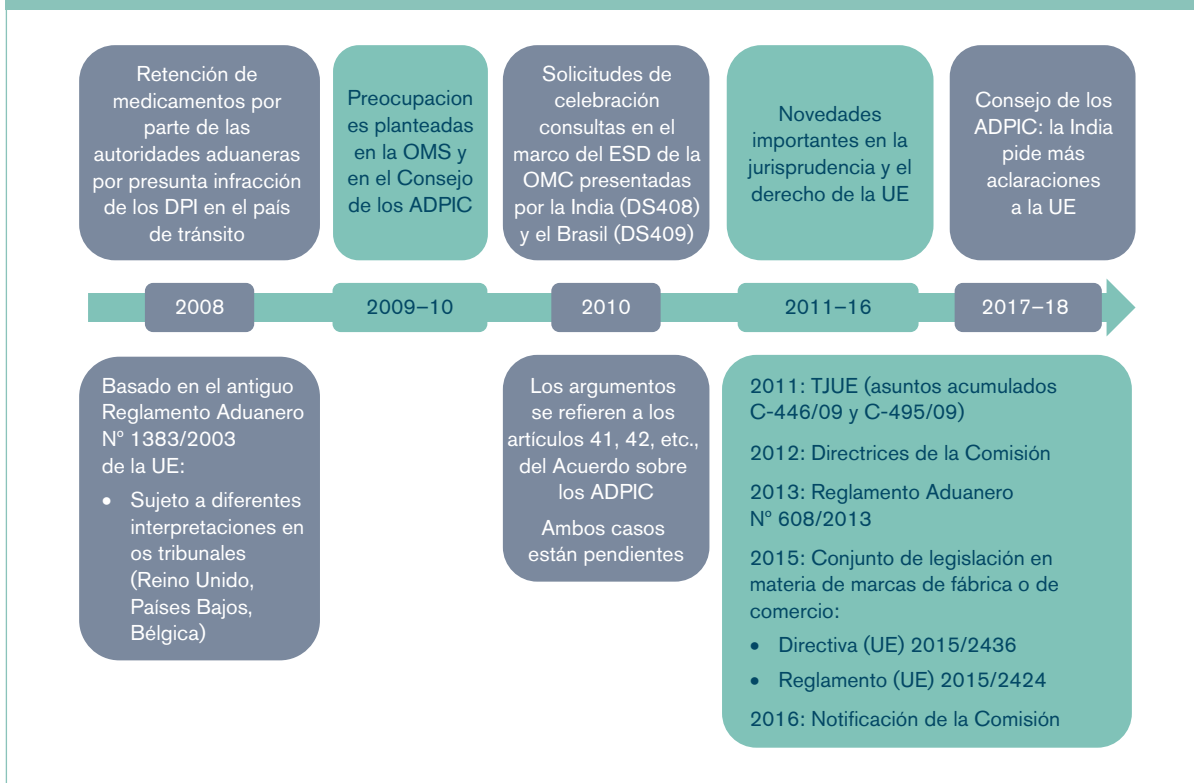 Retención de
medicamentos por
parte de las
autoridades aduaneras
por presunta infracción
de los DPI en el país
de tránsito
Preocupacion
es planteadas
en la OMS y
en el Consejo
de los ADPIC
Solicitudes de
celebración
consultas en el
marco del ESD de la
OMC presentadas
por la India (DS408)
y el Brasil (DS409)
Novedades
importantes en la
jurisprudencia y el
derecho de la UE
Consejo de los
ADPIC: la India
pide más
aclaraciones
a la UE
2008
2009–10
2010
2011–16
2017–18
Basado en el antiguo
Reglamento Aduanero
Nº 1383/2003
de la UE:
• Sujeto a diferentes
interpretaciones en
os tribunales
(Reino Unido,
Países Bajos,
Bélgica)
Los argumentos
se refieren a los
artículos 41, 42, etc.,
del Acuerdo sobre
los ADPIC
Ambos casos
están pendientes
2011: TJUE (asuntos acumulados
C-446/09 y C-495/09)
2012: Directrices de la Comisión
2013: Reglamento Aduanero
Nº 608/2013
2015: Conjunto de legislación en
materia de marcas de fábrica o de
comercio:
• Directiva (UE) 2015/2436
• Reglamento (UE) 2015/2424
2016: Notificación de la Comisión